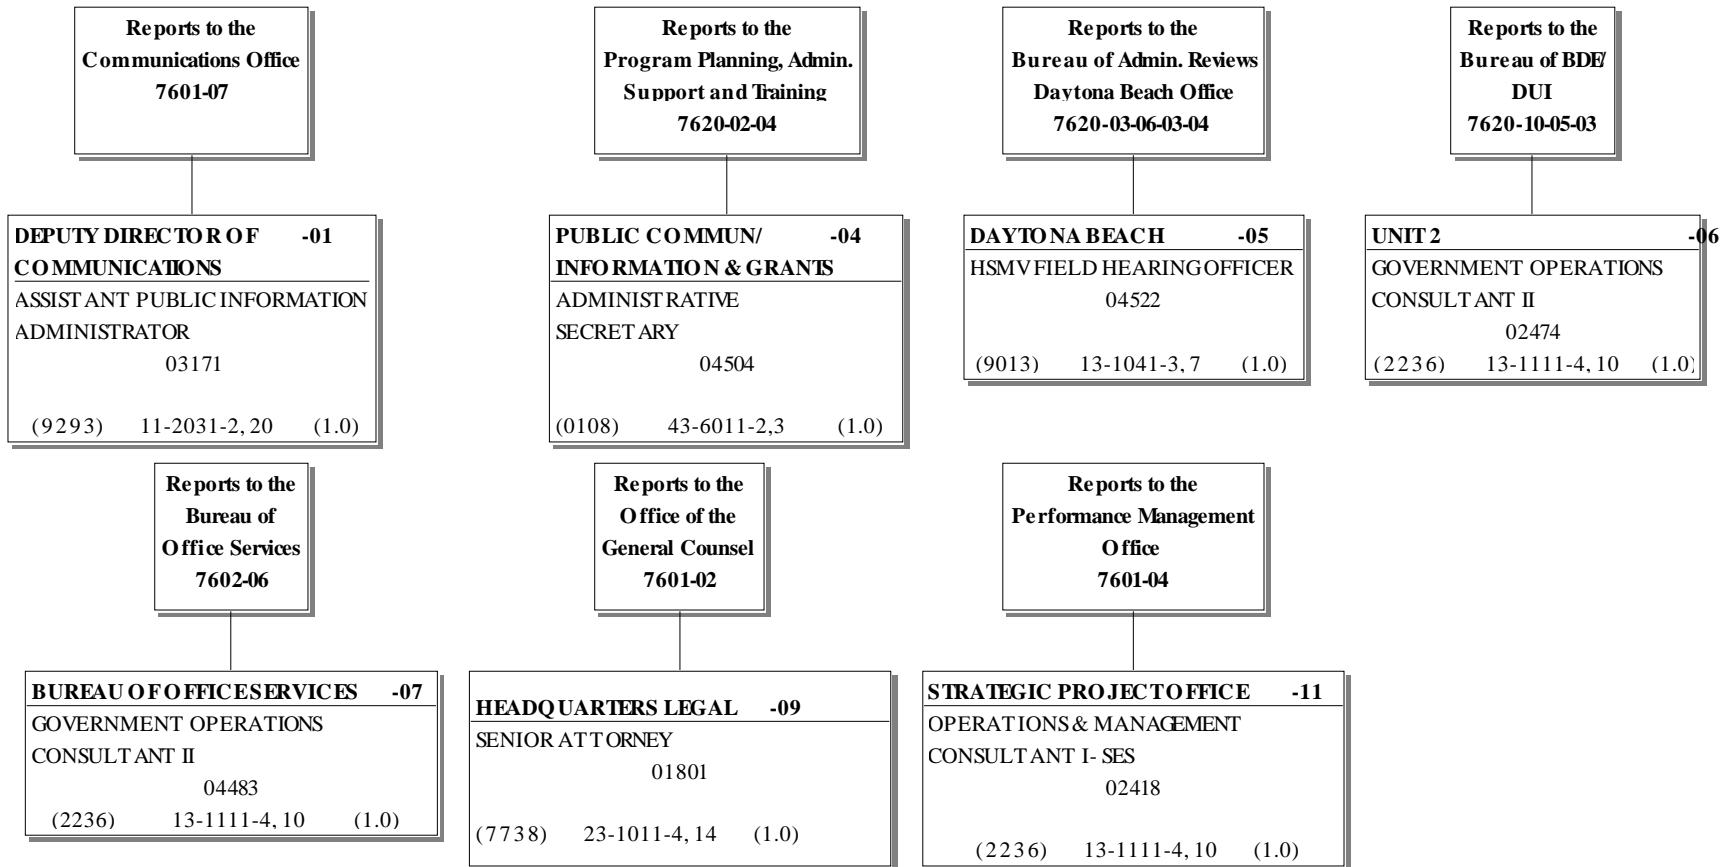 Reports to the
Communications Office
7601-07
Reports to the
Program Planning, Admin.
Support and Training
7620-02-04
Reports to the
Bureau of Admin. Reviews
Daytona Beach Office
7620-03-06-03-04
Reports to the
Bureau of BDE/
DUI
7620-10-05-03
DEPUTY DIRECTOR OF -01
COMMUNICATIONS
ASSISTANT PUBLIC INFORMATION
ADMINISTRATOR
03171
(9293) 11-2031-2, 20 (1.0)
PUBLIC COMMUN/ -04
INFORMATION & GRANTS
ADMINISTRATIVE
SECRETARY
04504
(0108) 43-6011-2,3 (1.0)
DAYTONA BEACH -05
HSMV FIELD HEARING OFFICER
04522
(9013) 13-1041-3, 7 (1.0)
UNIT 2 -06
GOVERNMENT OPERATIONS
CONSULTANT II
02474
(2236) 13-1111-4, 10 (1.0)
Reports to the
Bureau of
Office Services
7602-06
Reports to the
Office of the
General Counsel
7601-02
Reports to the
Performance Management
Office
7601-04
BUREAU OF OFFICE SERVICES -07
GOVERNMENT OPERATIONS
CONSULTANT II
04483
(2236) 13-1111-4, 10 (1.0)
HEADQUARTERS LEGAL -09
SENIOR ATTORNEY
01801
(7738) 23-1011-4, 14 (1.0)
STRATEGIC PROJECT OFFICE -11
OPERATIONS & MANAGEMENT
CONSULTANT I- SES
02418
(2236) 13-1111-4, 10 (1.0)